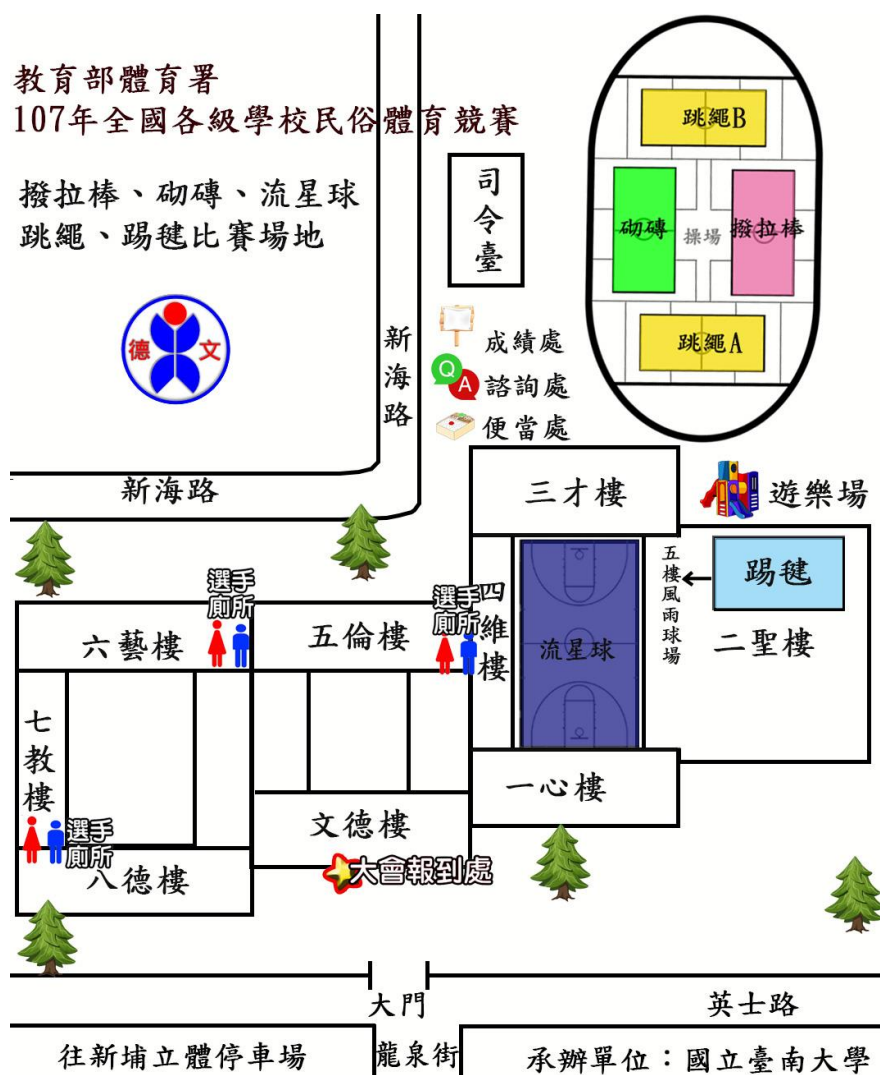 教育部體育署
107年全國各級學校民俗體育競賽
撥拉棒、砌磚、流星球
跳繩、踢毽比賽場地
德 文
新海路
新海路
司令臺
成績處
Q A 諮詢處
便當處
跳繩B
砌磚
操場
撥拉棒
跳繩A
三才樓
遊樂場
四維樓
流星球
五樓風雨球場
踢毽
二聖樓
一心樓
選手
廁所
六藝樓
五倫樓
選手
廁所
七教樓
選手
廁所
八德樓
文德樓
大會報到處
大門
英士路
往新埔立體停車場
龍泉街
承辦單位：國立臺南大學